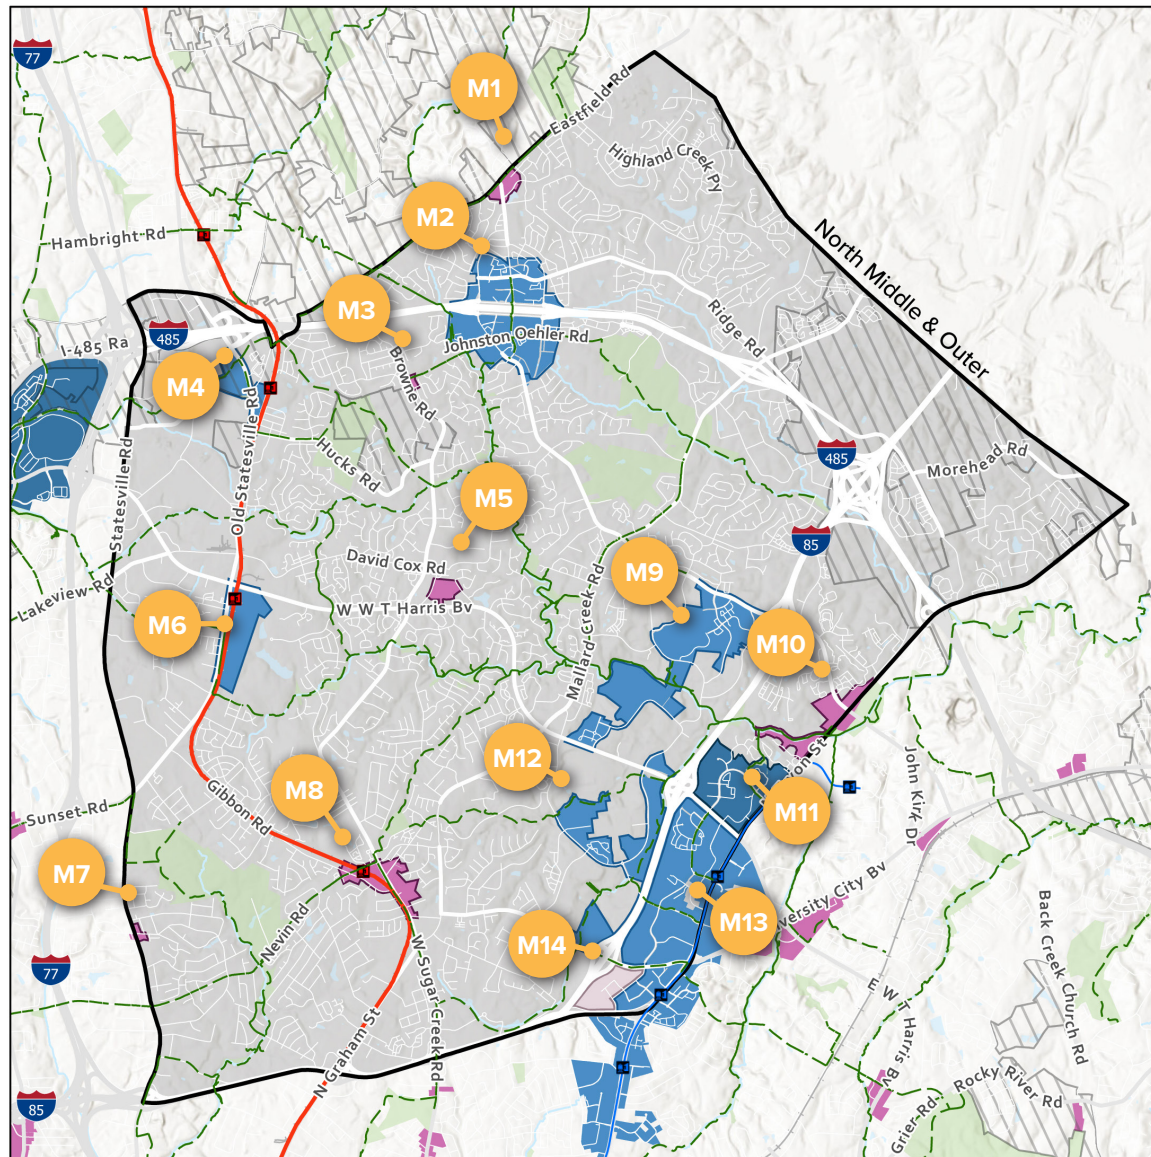 77
M1
Eastfield Rd
Highland Creek Py
M2
Hambright Rd
North Middle & Outer
M3
485
I-485 Ra
Johnston Oehler Rd
Ridge Rd
M4
Browne Rd
Old Statesville Rd
Statesville Rd
Hucks Rd
485
Morehead Rd
M5
85
David Cox Rd
Lakeview Rd
W W T Harris Bv
M9
Mallard Creek Rd
M6
M10
M12
John Kirk Dr
M8
Gibbon Rd
Sunset Rd
M11
M7
M13
M14
Nevin Rd
W Sugar Creek Rd
77
E W T Harris Bv
Back Creek Church Rd
N Graham St
Rocky River Rd
85
Grier Rd